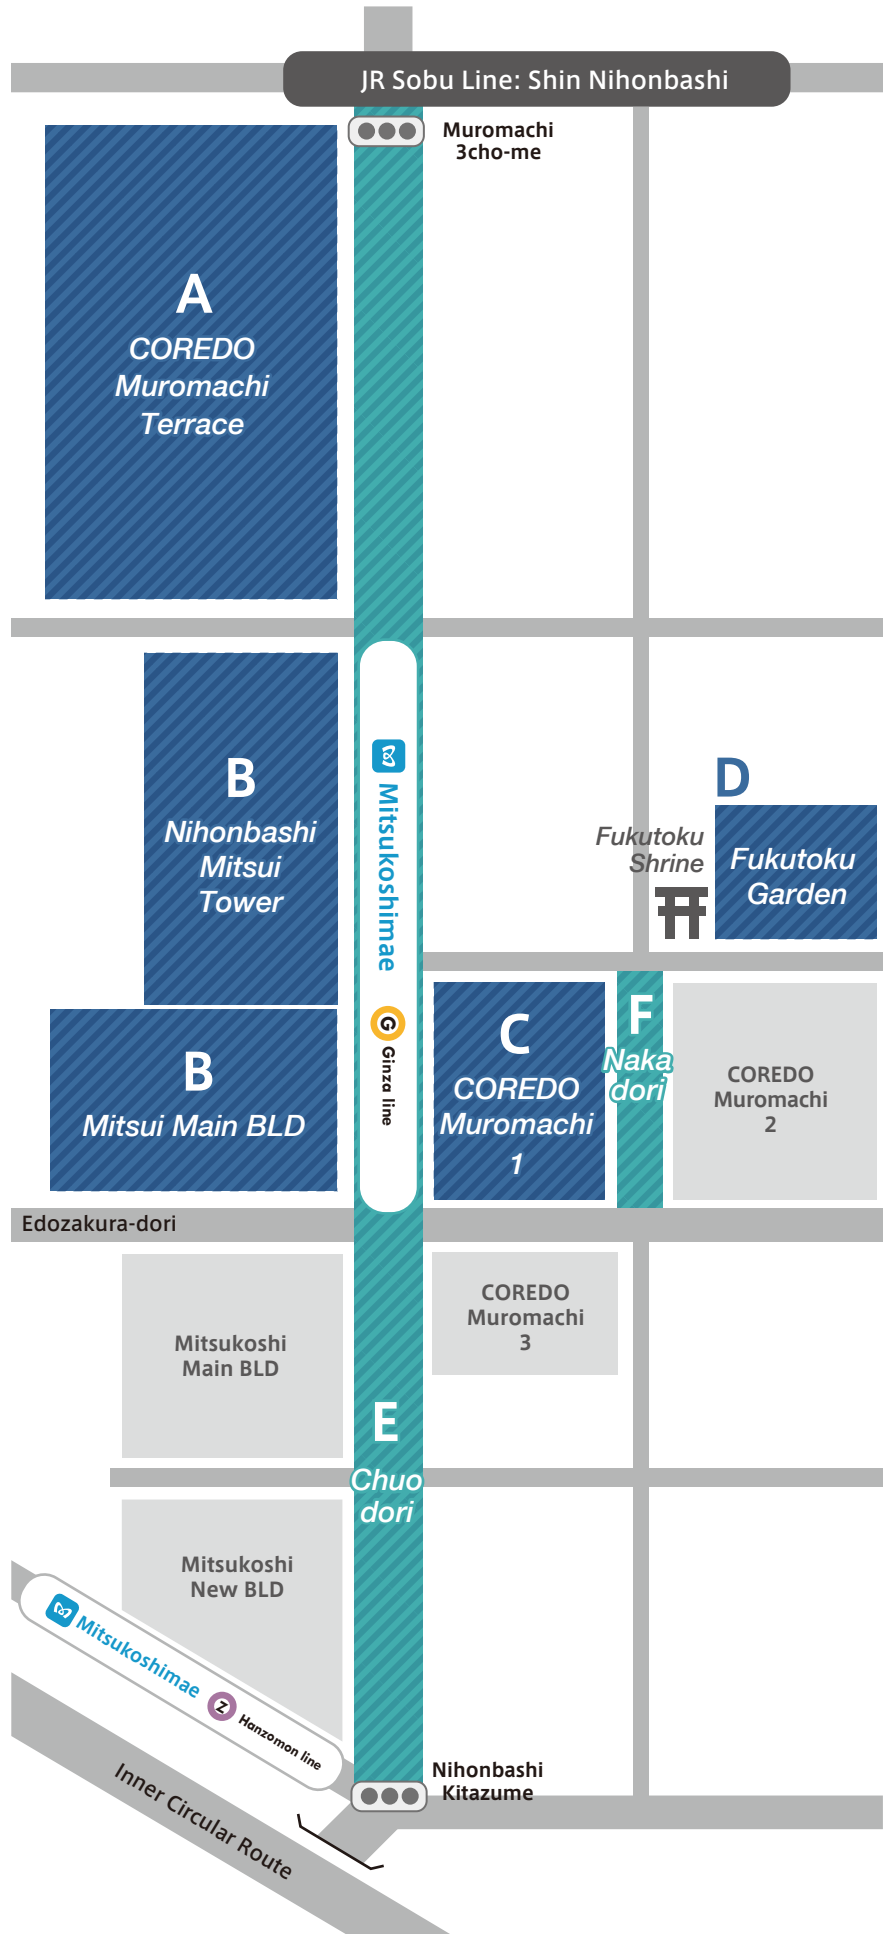 JR Sobu Line: Shin Nihonbashi
Muromachi
3cho-me
A
COREDO
Muromachi
Terrace
B
Nihonbashi
Mitsui
Tower
Mitsukoshimae
G
Ginza line
D
Fukutoku
Shrine
Fukutoku
Garden
B
Mitsui Main BLD
C
COREDO
Muromachi
1
F
Naka
dori
COREDO
Muromachi
2
Edozakura-dori
Mitsukoshi
Main BLD
COREDO
Muromachi
3
E
Chuo
dori
Mitsukoshi
New BLD
Mitsukoshimae
Z
Hanzomon line
Nihonbashi
Kitazume
Inner Circular Route